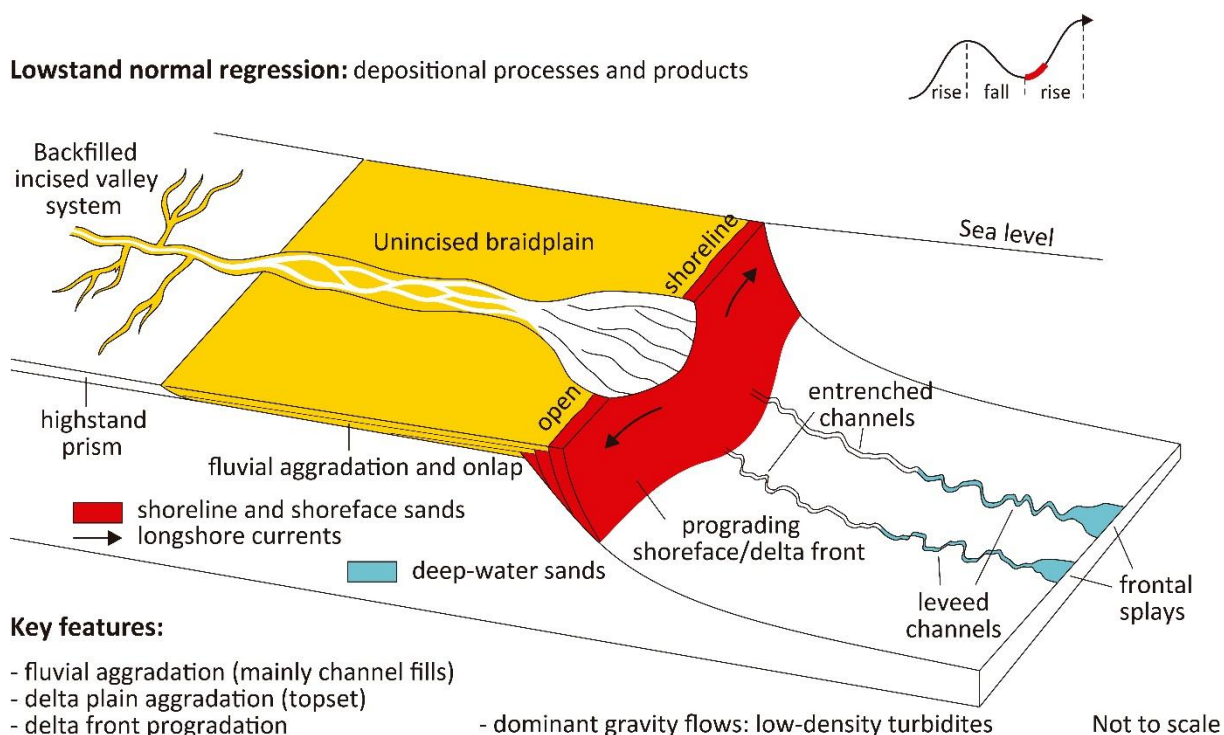 Lowstand normal regression: depositional processes and products
rise
fall
rise
Backfilled
incised valley
system
Unincised braidplain
shoreline
Sea level
open
entrenched
channels
highstand
prism
fluvial aggradation and onlap
shoreline and shoreface sands
longshore currents
prograding
shoreface/delta front
deep-water sands
leveed
channels
frontal
splays
Key features:
- fluvial aggradation (mainly channel fills)
- delta plain aggradation (topset)
- delta front progradation
- dominant gravity flows: low-density turbidites
Not to scale